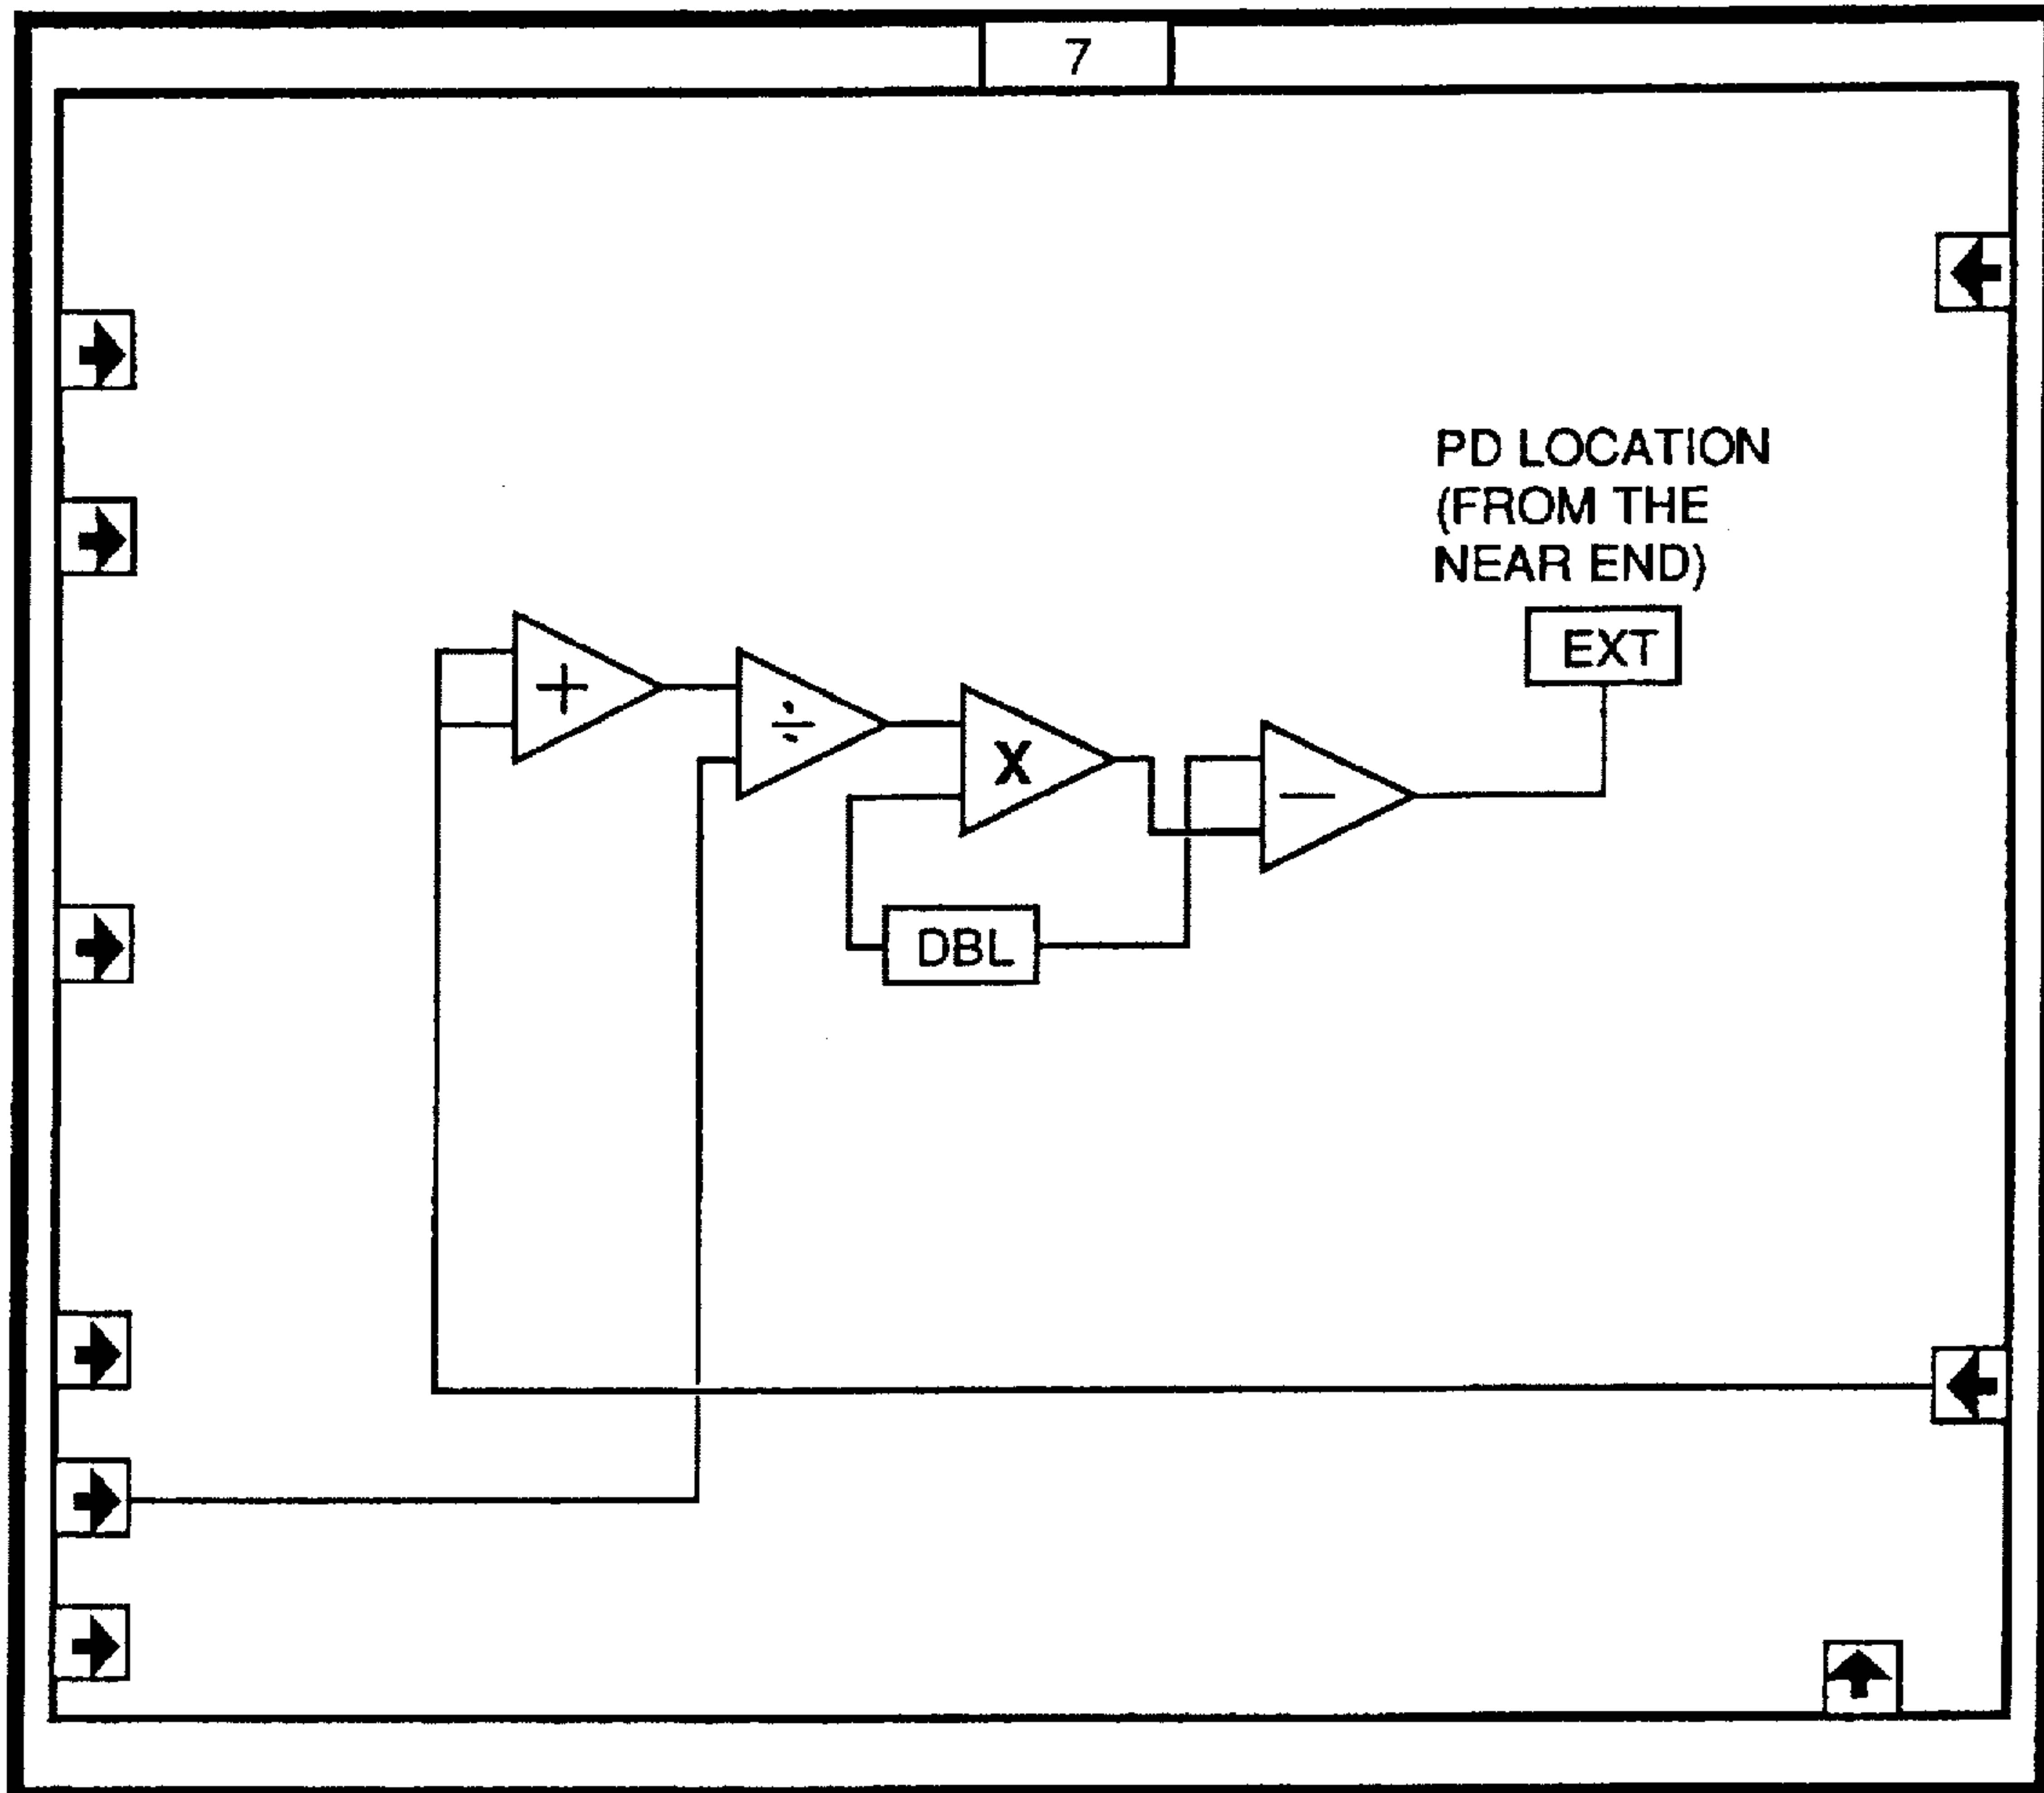 7
PD LOCATION
(FROM THE
NEAR END)
EXT
+
÷
X
−
DBL